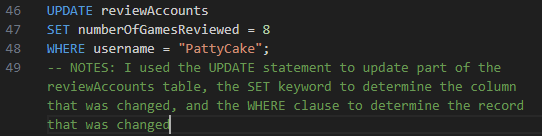 46 UPDATE reviewAccounts
47 SET numberOfGamesReviewed = 8
48 WHERE username = "PattyCake";
49 -- NOTES: I used the UPDATE statement to update part of the
reviewAccounts table, the SET keyword to determine the column
that was changed, and the WHERE clause to determine the record
that was changed